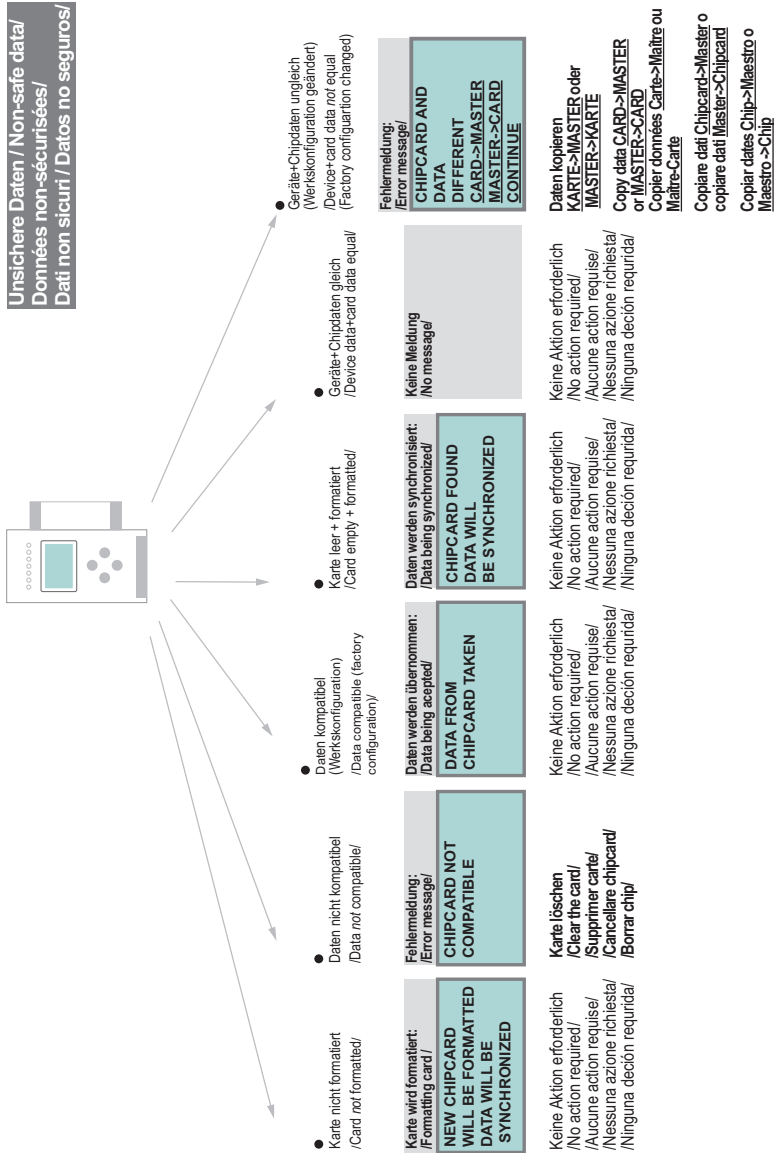 Unsichere Daten / Non-safe data/
Données non-sécurisées/
Dati non sicuri / Datos no seguros/
Karte nicht formatiert
/Card not formatted/
Karte wird formatiert:
/Formatting card /
NEW CHIPCARD
WILL BE FORMATTED
DATA WILL BE
SYNCHRONIZED
Keine Aktion erforderlich
/No action required/
/Aucune action requise/
/Nessuna azione richiesta/
/Ninguna deción requrida/
Daten nicht kompatibel
/Data not compatible/
Fehlermeldung:
/Error message/
CHIPCARD NOT
COMPATIBLE
Karte löschen
/Clear the card/
/Supprimer carte/
/Cancellare chipcard/
/Borrar chip/
Daten kompatibel
(Werkskonfiguration)
/Data compatible (factory
configuration)/
Daten werden übernommen:
/Data being acepted/
DATA FROM
CHIPCARD TAKEN
Keine Aktion erforderlich
/No action required/
/Aucune action requise/
/Nessuna azione richiesta/
/Ninguna deción requrida/
Karte leer + formatiert
/Card empty + formatted/
Daten werden synchronisiert:
/Data being synchronized/
CHIPCARD FOUND
DATA WILL
BE SYNCHRONIZED
Keine Aktion erforderlich
/No action required/
/Aucune action requise/
/Nessuna azione richiesta/
/Ninguna deción requrida/
Geräte+Chipdaten gleich
/Device data+card data equal/
Keine Meldung
/No message/
Keine Aktion erforderlich
/No action required/
/Aucune action requise/
/Nessuna azione richiesta/
/Ninguna deción requrida/
Geräte+Chipdaten ungleich
(Werkskonfiguration geändert)
/Device+card data not equal
(Factory configuartion changed)
Fehlermeldung:
/Error message/
CHIPCARD AND
DATA
DIFFERENT
CARD->MASTER
MASTER->CARD
CONTINUE
Daten kopieren
KARTE->MASTER oder
MASTER->KARTE
Copy data CARD->MASTER
or MASTER->CARD
Copier données Carte->Maître ou
Maître-Carte
Copiare dati Chipcard->Master o
copiare dati Master->Chipcard
Copiar dates Chip->Maestro o
Maestro ->Chip